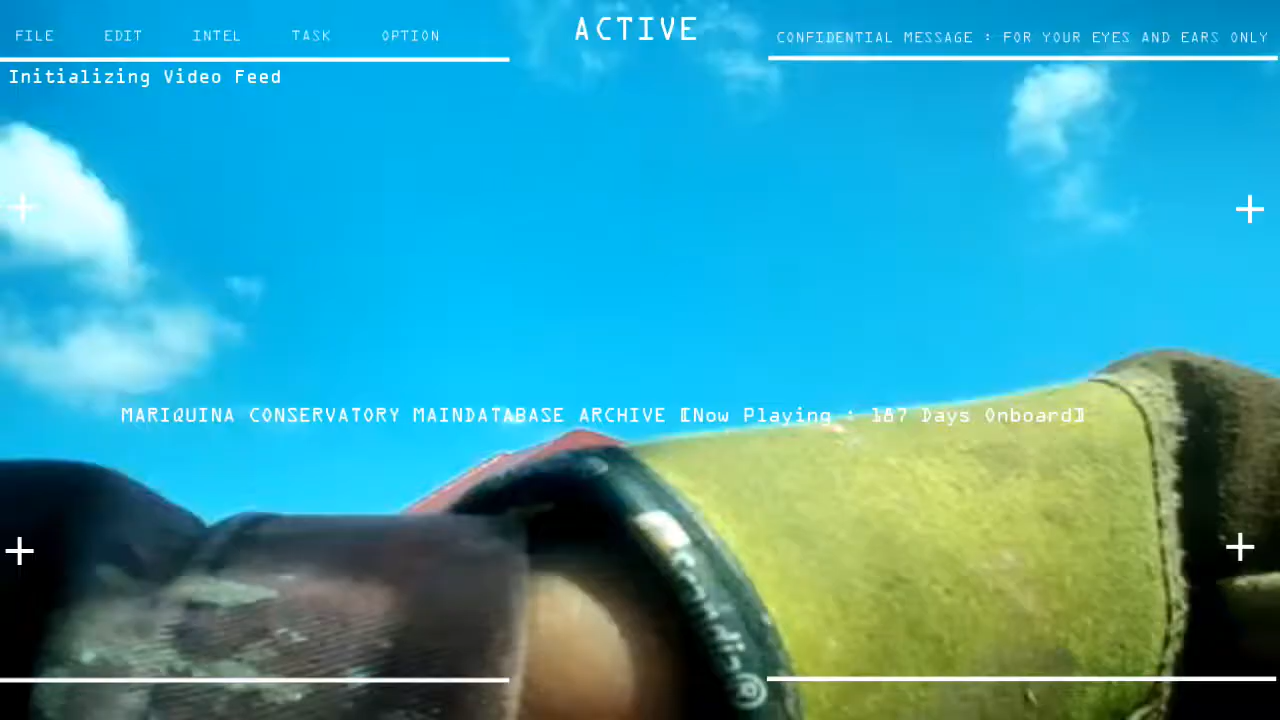 FILE EDIT INTEL TASK OPTION
ACTIVE
CONFIDENTIAL MESSAGE : FOR YOUR EYES AND EARS ONLY
Initializing Video Feed
MARIQUINA CONSERVATORY MAINDATABASE ARCHIVE [Now Playing : 187 Days Onboard]